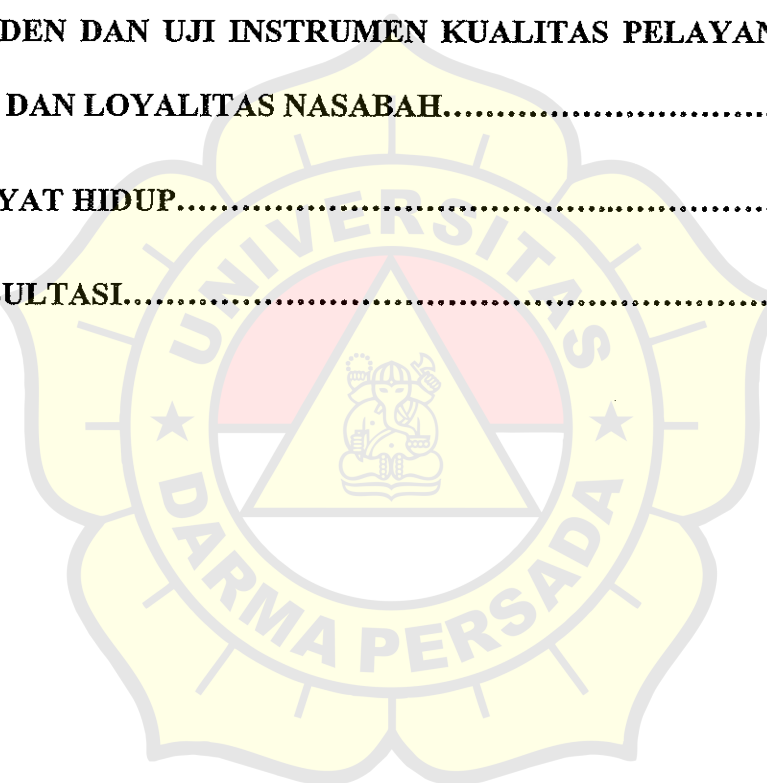 DEN DAN UJI INSTRUMEN KUALITAS PELAYAN
DAN LOYALITAS NASABAH..............................
YAT HIDUP..................................................
ULTASI.......................................................
UNIVERSITAS
DARMA PERSADA